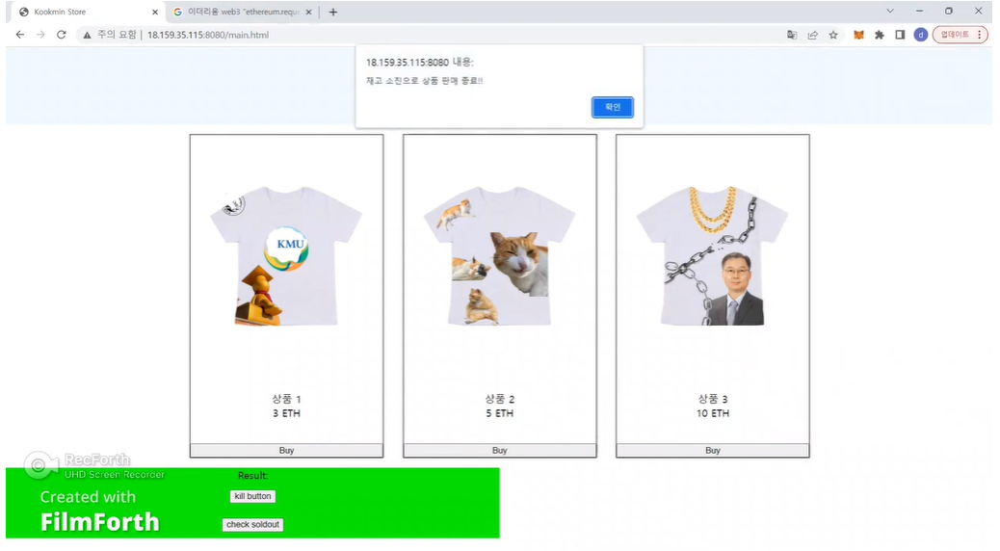 Kookmin Store
이더리움 web3 "ethereum.reque
주의 요함 | 18.159.35.115:8080/main.html
d
업데이트
18.159.35.115:8080 내용:
재고 소진으로 상품 판매 종료!!
확인
KMU
상품 1
3 ETH
Buy
상품 2
5 ETH
Buy
상품 3
10 ETH
Buy
RecForth
UHD Screen Recorder
Result:
kill button
check soldout
Created with
FilmForth